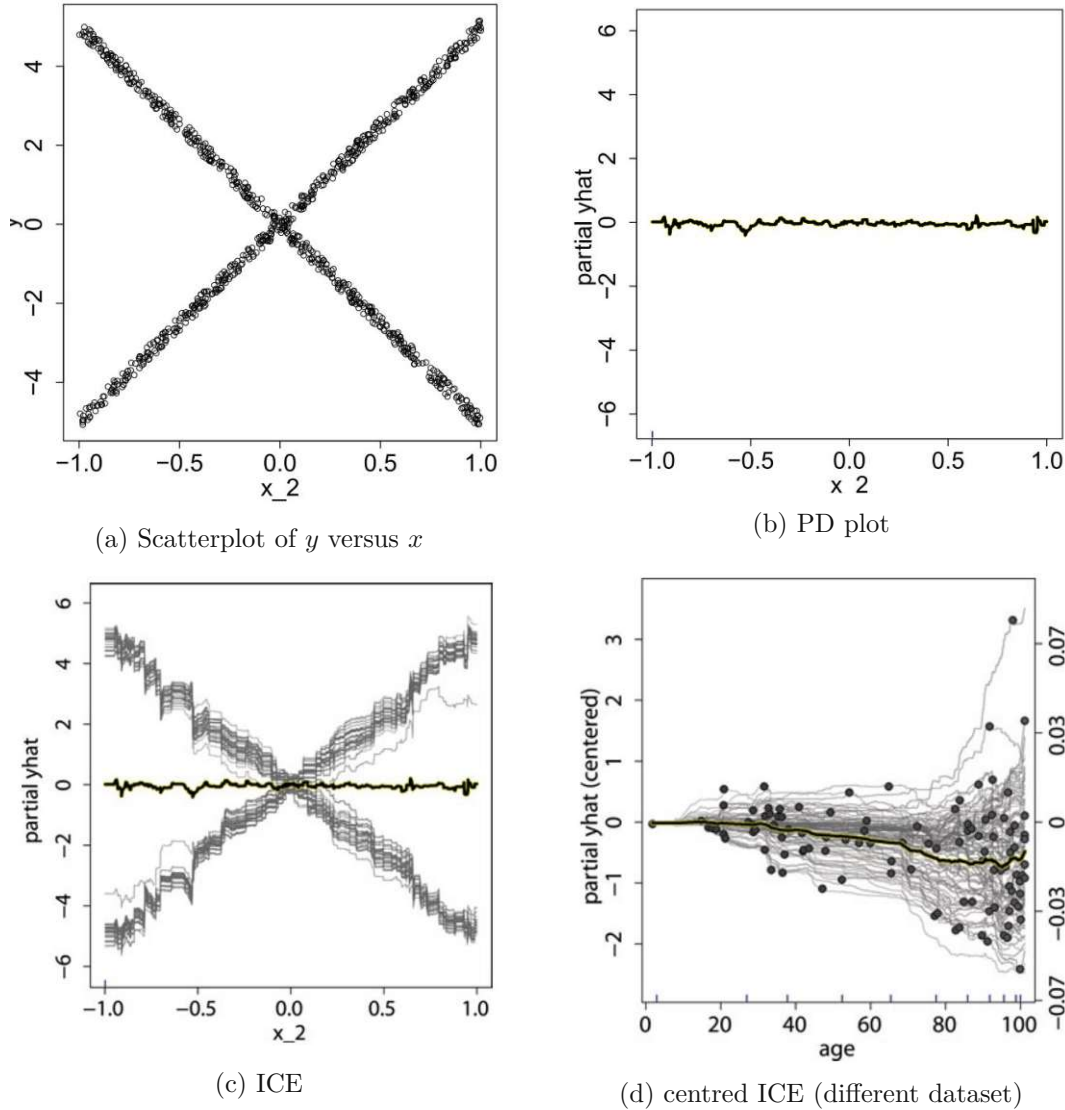 4
2
0
−2
−4
y
−1.0 −0.5 0.0 0.5 1.0
x_2
(a) Scatterplot of y versus x
6
4
2
0
−2
−4
−6
partial yhat
−1.0 −0.5 0.0 0.5 1.0
x 2
(b) PD plot
6
4
2
0
−2
−4
−6
partial yhat
−1.0 −0.5 0.0 0.5 1.0
x_2
(c) ICE
3
2
1
0
−1
−2
partial yhat (centered)
0.07
0.03
0
−0.03
−0.07
0 20 40 60 80 100
age
(d) centred ICE (different dataset)